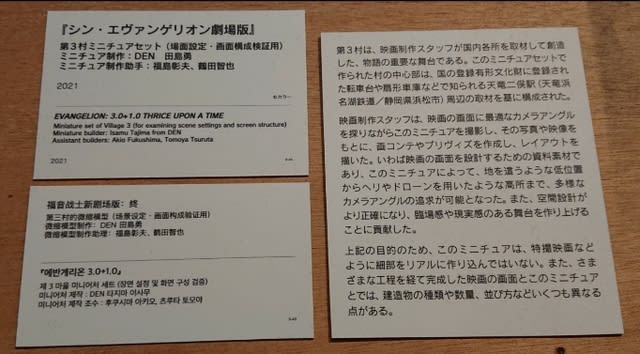 『シン・エヴァンゲリオン劇場版』
第3村ミニチュアセット（場面設定・画面構成検証用）
ミニチュア制作：DEN　田島勇
ミニチュア制作助手：福島彰夫、鶴田智也
2021
©カラー
EVANGELION: 3.0+1.0 THRICE UPON A TIME
Miniature set of Village 3 (for examining scene settings and screen structure)
Miniature builder: Isamu Tajima from DEN
Assistant builders: Akio Fukushima, Tomoya Tsuruta
2021
福音战士新剧场版：终
第三村的微缩模型（场景设定・画面构成验证用）
微缩模型制作：DEN 田島勇
微缩模型制作助理：福島彰夫、鶴田智也
『에반게리온 3.0+1.0』
제 3 마을 미니어처 세트 (장면 설정 및 화면 구성 검증)
미니어처 제작 : DEN 타지마 이사무
미니어처 제작 조수 : 후쿠시마 아키오, 츠루타 토모야
第3村は、映画制作スタッフが国内各所を取材して創造
した、物語の重要な舞台である。このミニチュアセットで
作られた村の中心部は、国の登録有形文化財に登録され
た転車台や扇形車庫などで知られる天竜二俣駅（天竜浜
名湖鉄道／静岡県浜松市）周辺の取材を基に構成された。
映画制作スタッフは、映画の画面に最適なカメラアングル
を探りながらこのミニチュアを撮影し、その写真や映像を
もとに、画コンテやプリヴィズを作成し、レイアウトを
描いた。いわば映画の画面を設計するための資料素材で
あり、このミニチュアによって、地を這うような低位置
からヘリやドローンを用いたような高所まで、多様な
カメラアングルの追求が可能となった。また、空間設計が
より正確になり、臨場感や現実感のある舞台を作り上げる
ことに貢献した。
上記の目的のため、このミニチュアは、特撮映画などの
ように細部をリアルに作り込んではいない。また、さま
ざまな工程を経て完成した映画の画面とこのミニチュア
とでは、建造物の種類や数量、並び方などいくつも異なる
点がある。